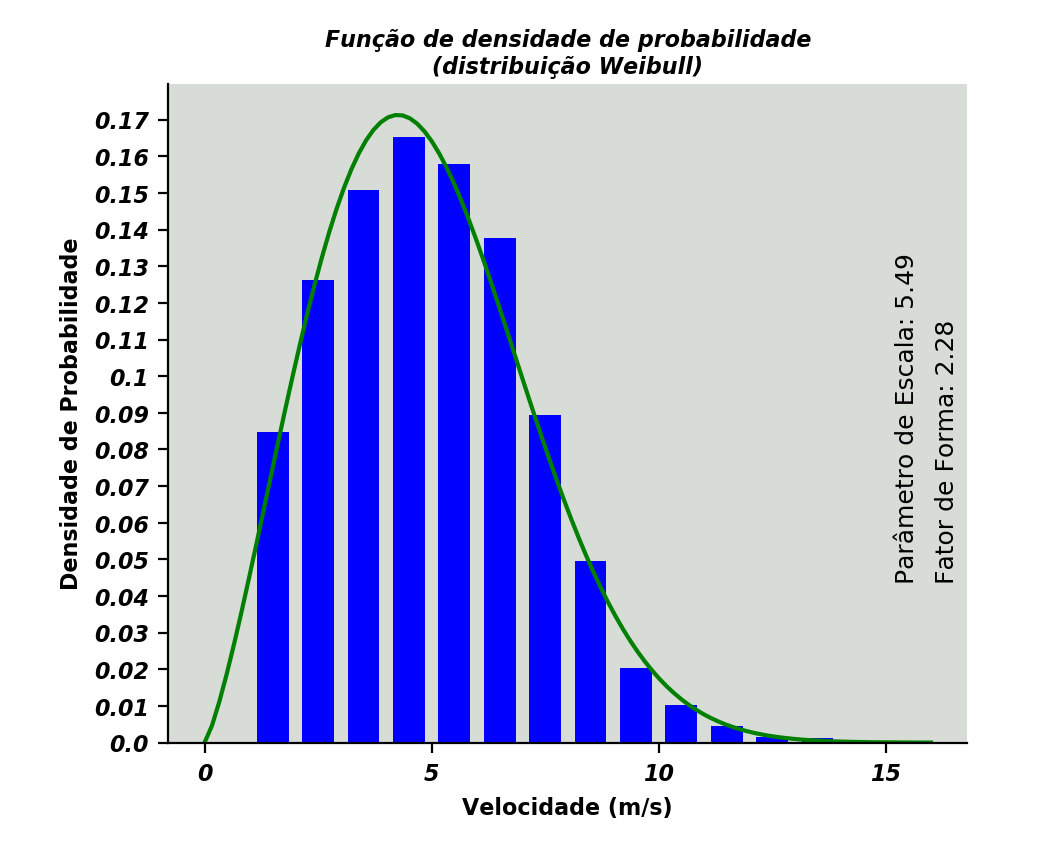 Função de densidade de probabilidade
(distribuição Weibull)
0.17
0.16
0.15
0.14
0.13
0.12
0.11
0.1
0.09
0.08
0.07
0.06
0.05
0.04
0.03
0.02
0.01
0.0
Densidade de Probabilidade
Parâmetro de Escala: 5.49
Fator de Forma: 2.28
0 5 10 15
Velocidade (m/s)